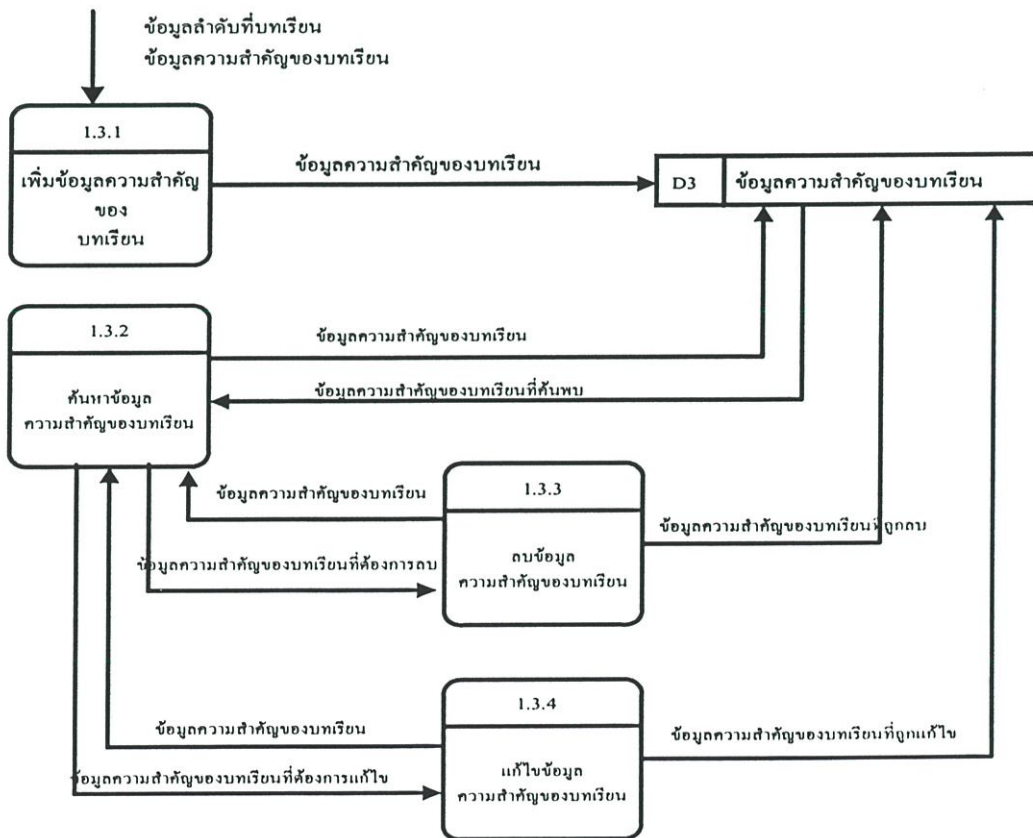 ข้อมูลลำดับที่บทเรียน
ข้อมูลความสำคัญของบทเรียน
1.3.1
เพิ่มข้อมูลความสำคัญ
ของ
บทเรียน
ข้อมูลความสำคัญของบทเรียน
D3
ข้อมูลความสำคัญของบทเรียน
1.3.2
ค้นหาข้อมูล
ความสำคัญของบทเรียน
ข้อมูลความสำคัญของบทเรียน
ข้อมูลความสำคัญของบทเรียนที่ค้นพบ
ข้อมูลความสำคัญของบทเรียน
1.3.3
ลบข้อมูล
ความสำคัญของบทเรียน
ข้อมูลความสำคัญของบทเรียนที่ถูกลบ
ข้อมูลความสำคัญของบทเรียนที่ต้องการลบ
1.3.4
แก้ไขข้อมูล
ความสำคัญของบทเรียน
ข้อมูลความสำคัญของบทเรียน
ข้อมูลความสำคัญของบทเรียนที่ถูกแก้ไข
ข้อมูลความสำคัญของบทเรียนที่ต้องการแก้ไข